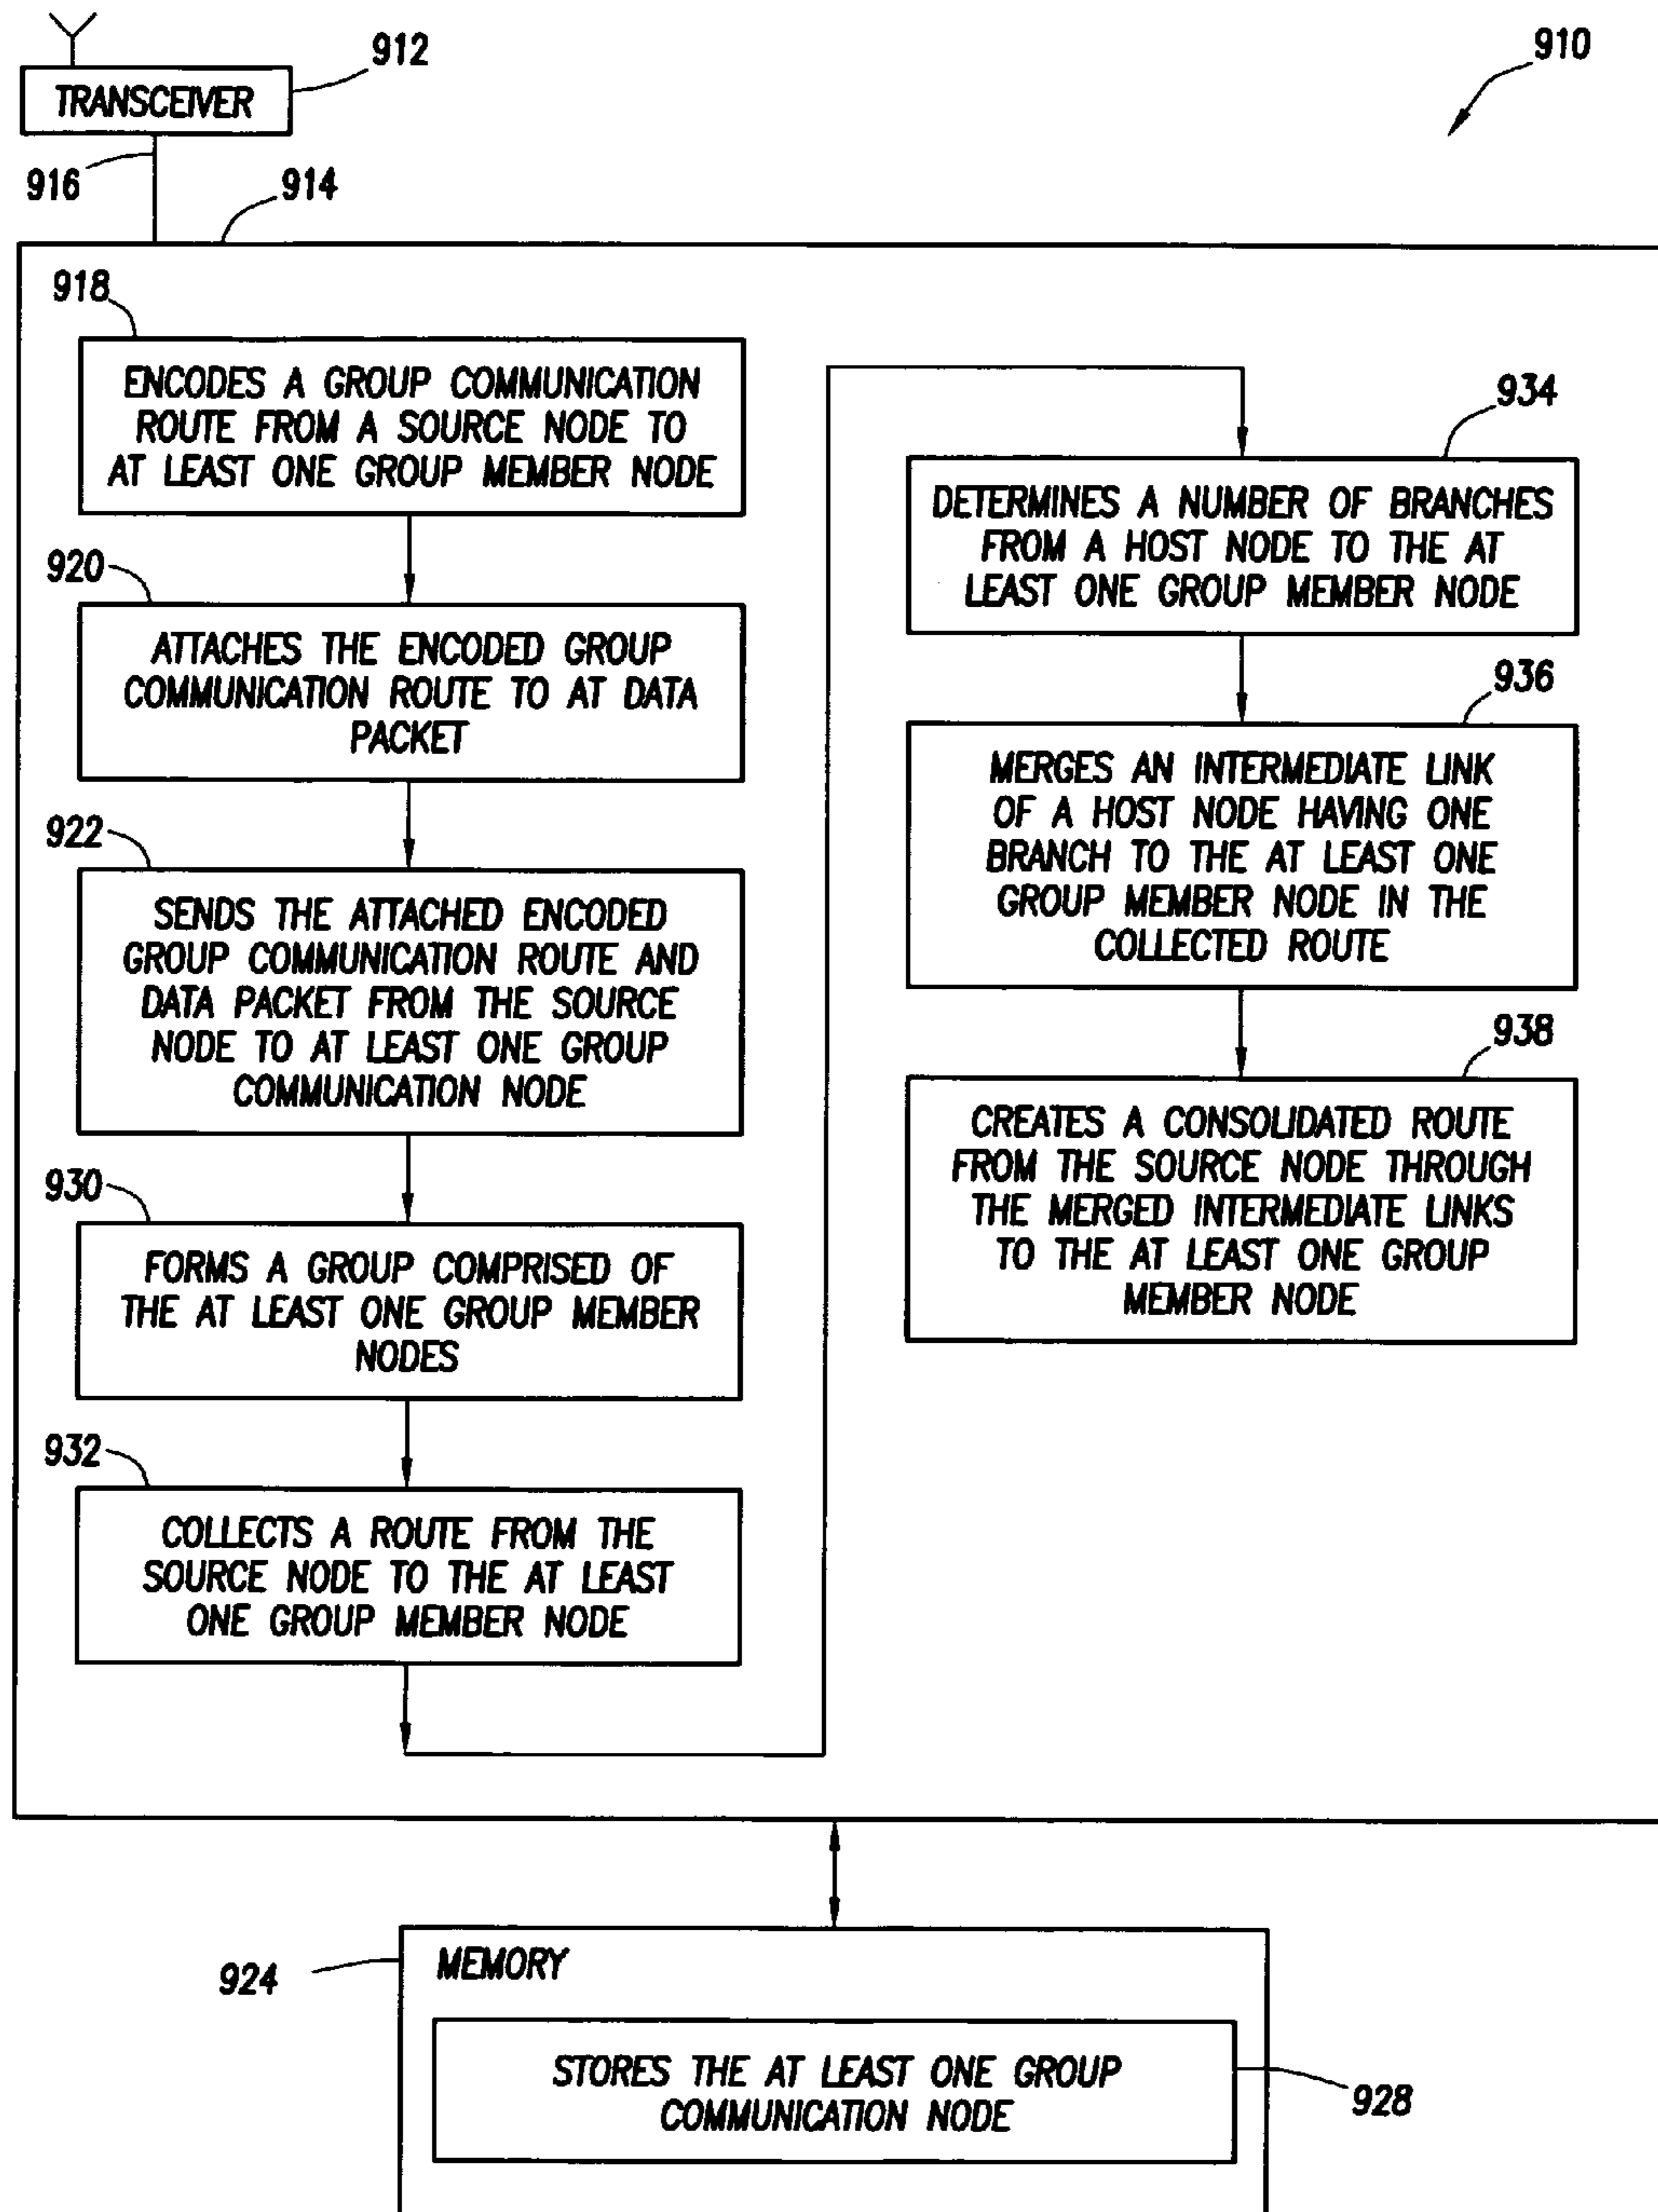 912
910
TRANSCEIVER
916
914
918
ENCODES A GROUP COMMUNICATION
ROUTE FROM A SOURCE NODE TO
AT LEAST ONE GROUP MEMBER NODE
920
ATTACHES THE ENCODED GROUP
COMMUNICATION ROUTE TO AT DATA
PACKET
922
SENDS THE ATTACHED ENCODED
GROUP COMMUNICATION ROUTE AND
DATA PACKET FROM THE SOURCE
NODE TO AT LEAST ONE GROUP
COMMUNICATION NODE
930
FORMS A GROUP COMPRISED OF
THE AT LEAST ONE GROUP MEMBER
NODES
932
COLLECTS A ROUTE FROM THE
SOURCE NODE TO THE AT LEAST
ONE GROUP MEMBER NODE
934
DETERMINES A NUMBER OF BRANCHES
FROM A HOST NODE TO THE AT
LEAST ONE GROUP MEMBER NODE
936
MERGES AN INTERMEDIATE LINK
OF A HOST NODE HAVING ONE
BRANCH TO THE AT LEAST ONE
GROUP MEMBER NODE IN THE
COLLECTED ROUTE
938
CREATES A CONSOLIDATED ROUTE
FROM THE SOURCE NODE THROUGH
THE MERGED INTERMEDIATE LINKS
TO THE AT LEAST ONE GROUP
MEMBER NODE
924
MEMORY
STORES THE AT LEAST ONE GROUP
COMMUNICATION NODE
928